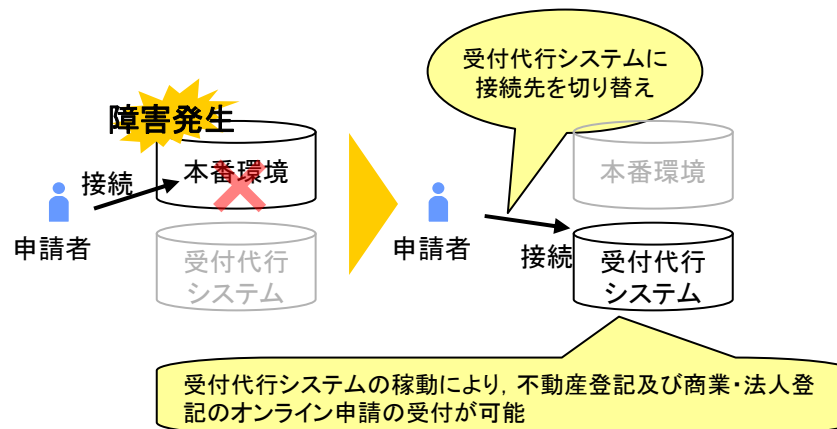 受付代行システムに
接続先を切り替え
障害発生
本番環境
接続
申請者
受付代行
システム
本番環境
申請者
接続
受付代行
システム
受付代行システムの稼動により，不動産登記及び商業・法人登
記のオンライン申請の受付が可能